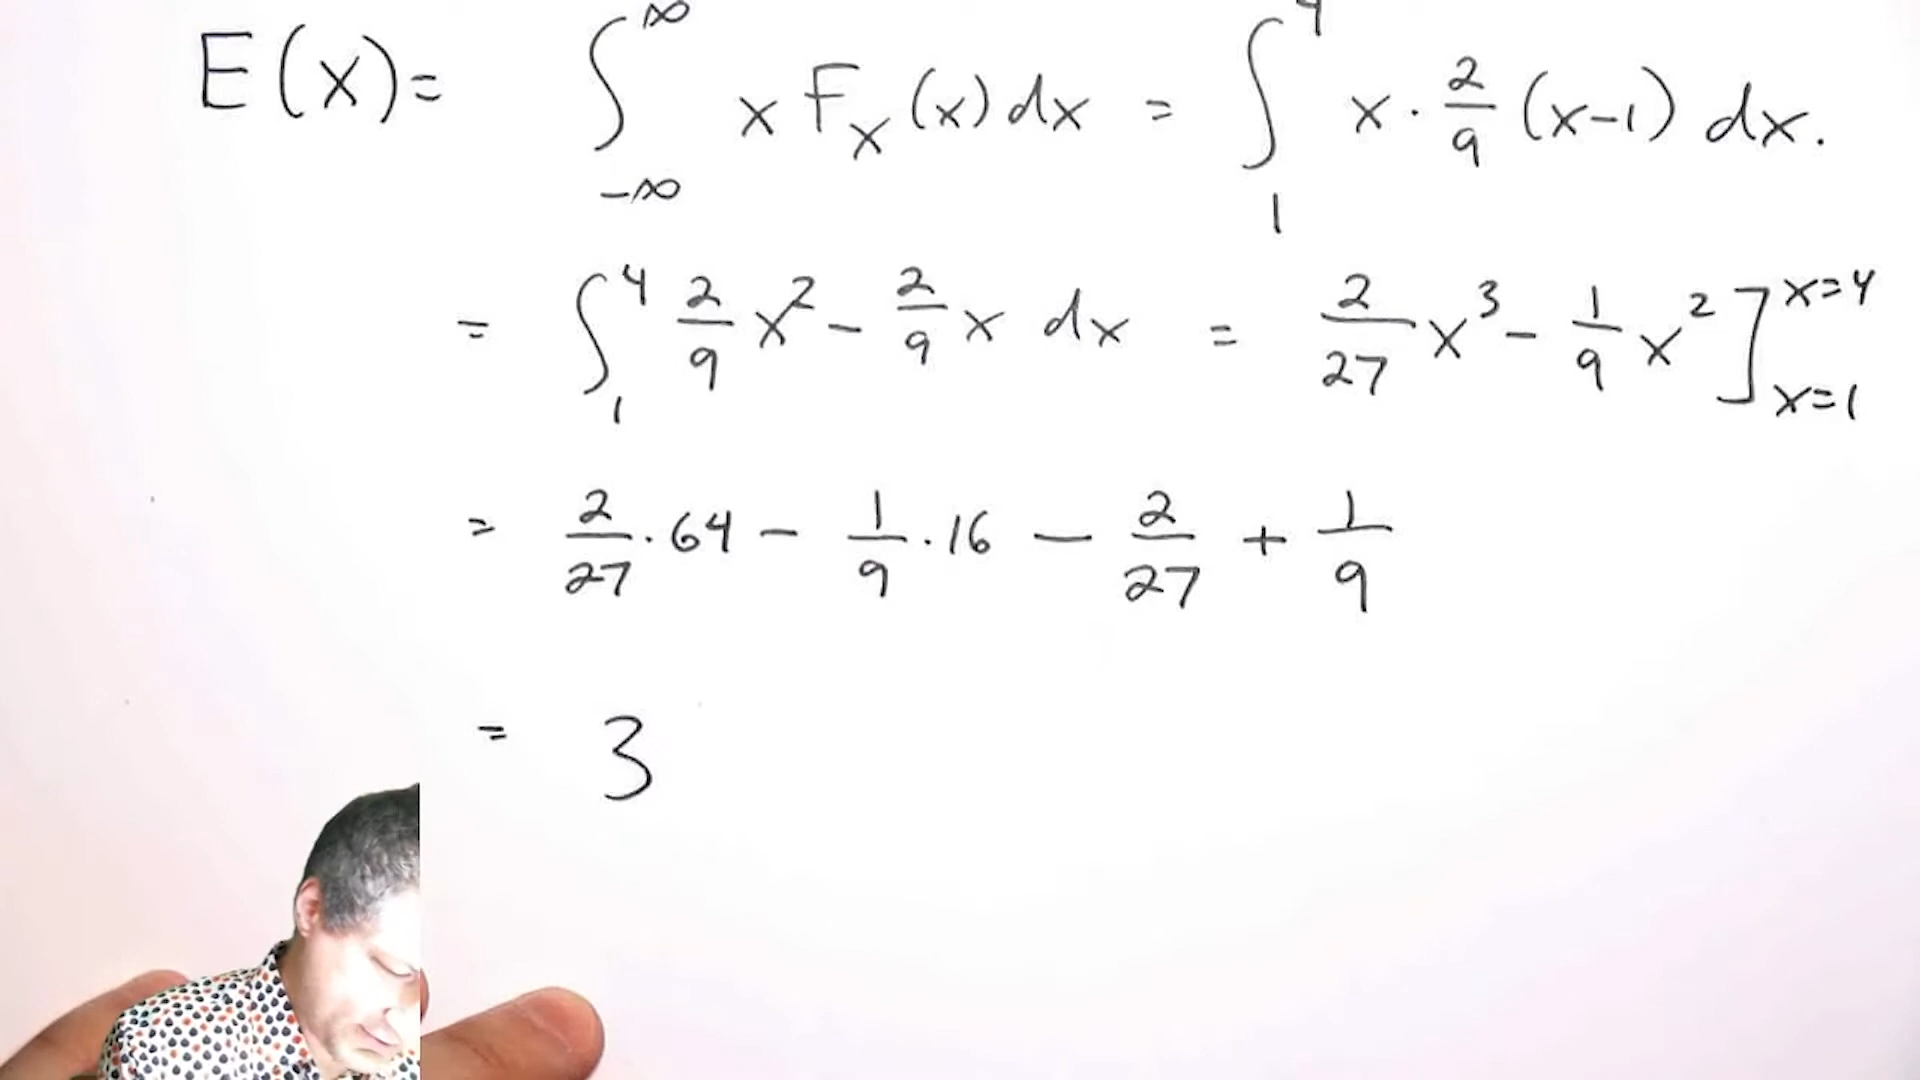 E(X) = ∫_{-∞}^{∞} x F_X(x) dx = ∫_1^4 x · 2/9 (x-1) dx.
= ∫_1^4 2/9 x² - 2/9 x dx = 2/27 x³ - 1/9 x² ]_{x=1}^{x=4}
= 2/27 · 64 - 1/9 · 16 - 2/27 + 1/9
= 3